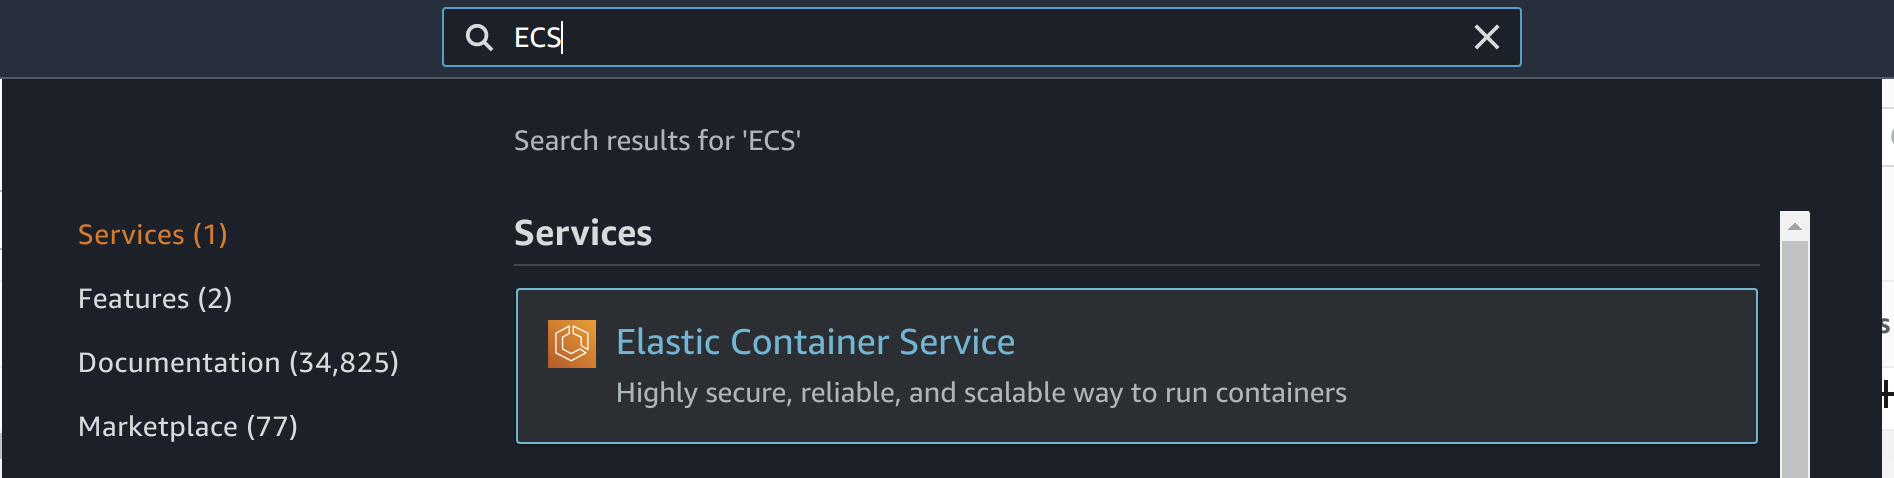 ECS
Search results for 'ECS'
Services (1)
Features (2)
Documentation (34,825)
Marketplace (77)
Services
Elastic Container Service
Highly secure, reliable, and scalable way to run containers